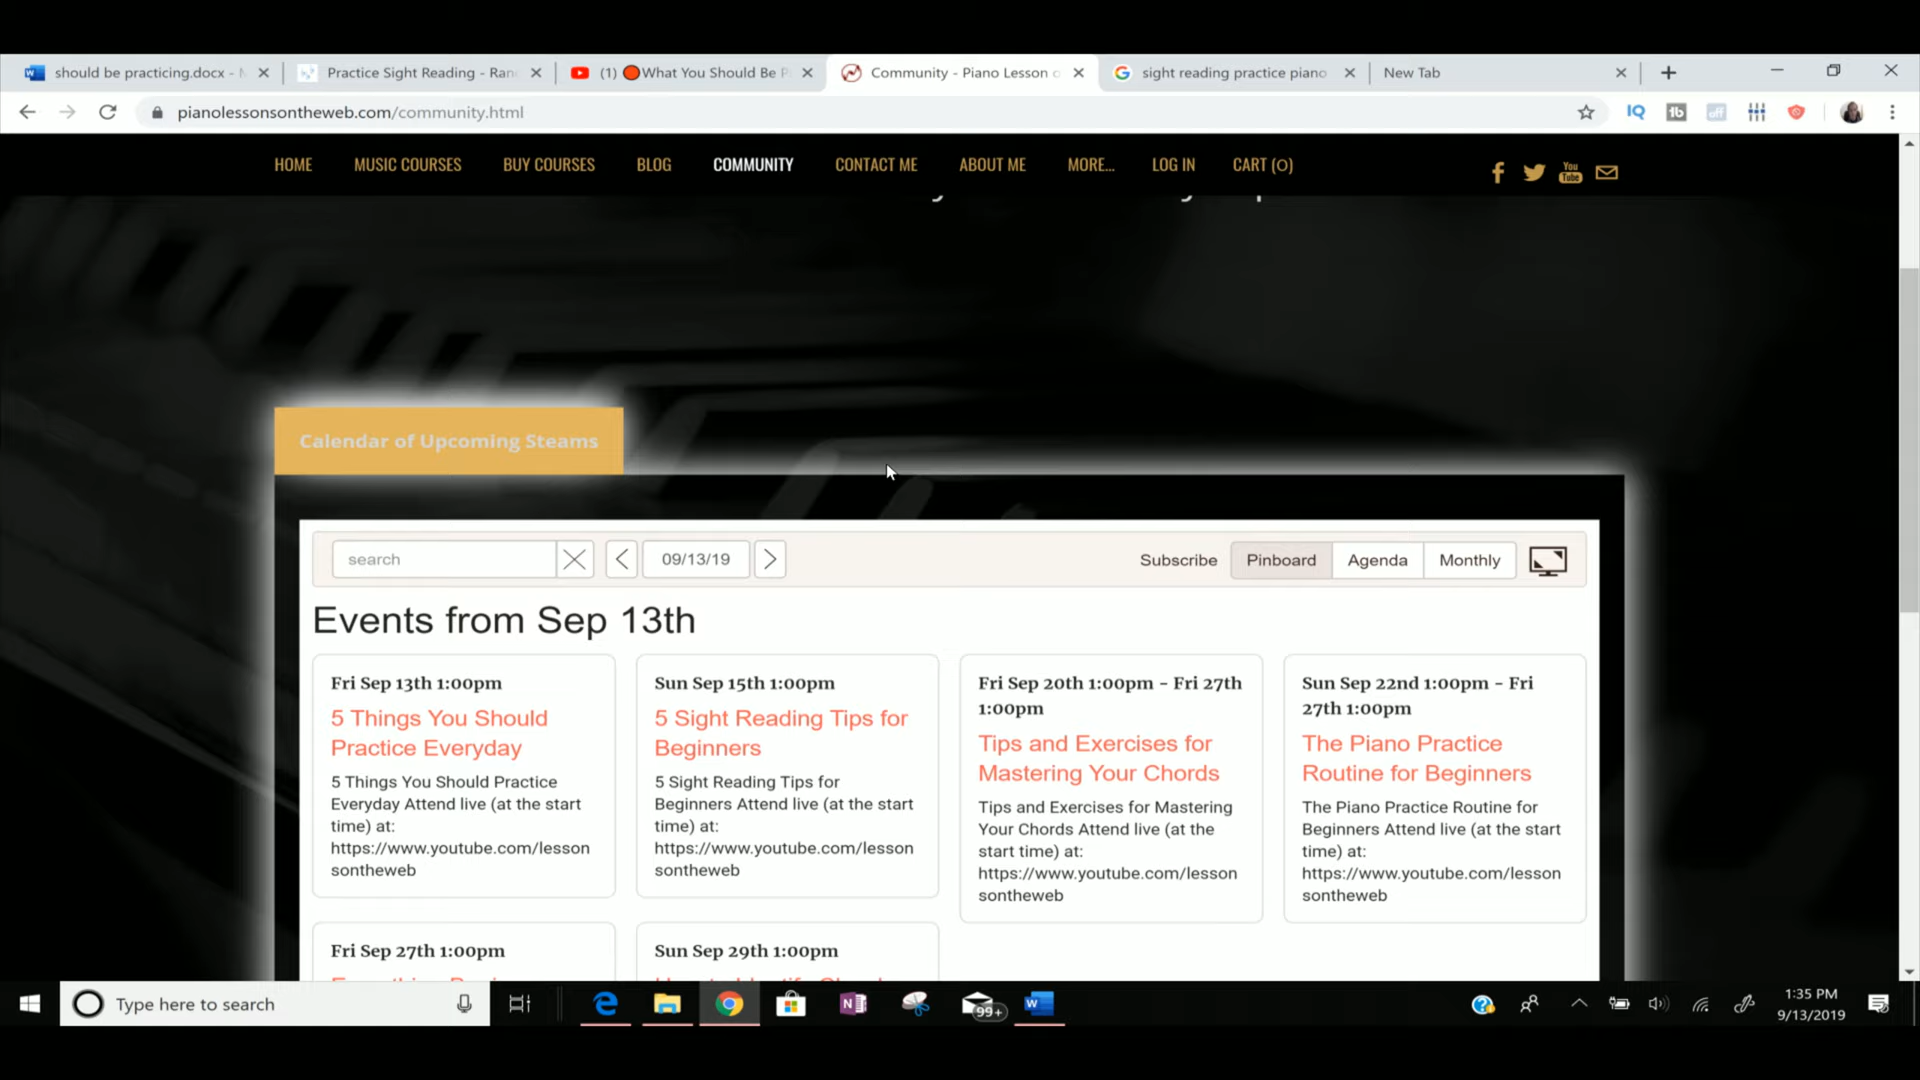 should be practicing.docx -
Practice Sight Reading - Ran
(1) What You Should Be P
Community - Piano Lesson o
sight reading practice piano
New Tab
pianolessonsontheweb.com/community.html
HOME
MUSIC COURSES
BUY COURSES
BLOG
COMMUNITY
CONTACT ME
ABOUT ME
MORE...
LOG IN
CART (0)
You Tube
Calendar of Upcoming Steams
search
09/13/19
Subscribe
Pinboard
Agenda
Monthly
Events from Sep 13th
Fri Sep 13th 1:00pm
5 Things You Should
Practice Everyday
5 Things You Should Practice
Everyday Attend live (at the start
time) at:
https://www.youtube.com/lesson
sontheweb
Sun Sep 15th 1:00pm
5 Sight Reading Tips for
Beginners
5 Sight Reading Tips for
Beginners Attend live (at the start
time) at:
https://www.youtube.com/lesson
sontheweb
Fri Sep 20th 1:00pm - Fri 27th
1:00pm
Tips and Exercises for
Mastering Your Chords
Tips and Exercises for Mastering
Your Chords Attend live (at the
start time) at:
https://www.youtube.com/lesson
sontheweb
Sun Sep 22nd 1:00pm - Fri
27th 1:00pm
The Piano Practice
Routine for Beginners
The Piano Practice Routine for
Beginners Attend live (at the start
time) at:
https://www.youtube.com/lesson
sontheweb
Fri Sep 27th 1:00pm
Sun Sep 29th 1:00pm
Type here to search
99+
1:35 PM
9/13/2019